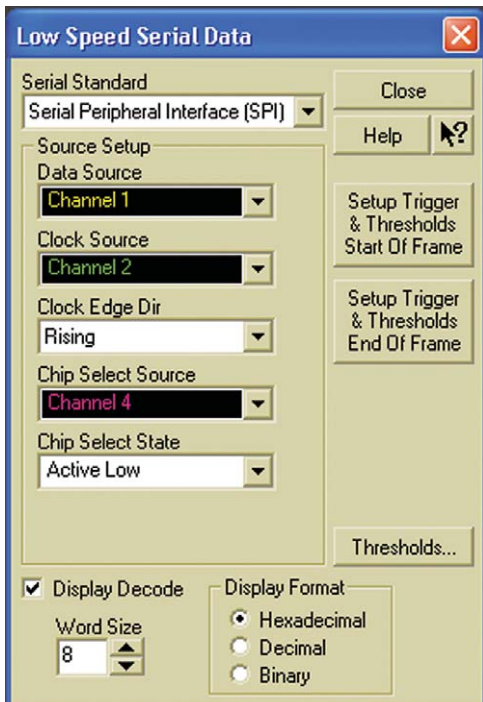 Low Speed Serial Data
Serial Standard
Serial Peripheral Interface (SPI)
Close
Help
?
Source Setup
Data Source
Channel 1
Clock Source
Channel 2
Clock Edge Dir
Rising
Chip Select Source
Channel 4
Chip Select State
Active Low
Setup Trigger
& Thresholds
Start Of Frame
Setup Trigger
& Thresholds
End Of Frame
Thresholds...
Display Decode
Word Size
8
Display Format
Hexadecimal
Decimal
Binary